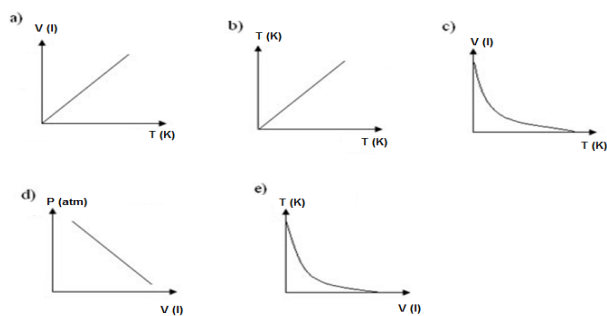 a)
V (l)
T (K)
b)
T (K)
T (K)
c)
V (l)
T (K)
d)
P (atm)
V (l)
e)
T (K)
V (l)